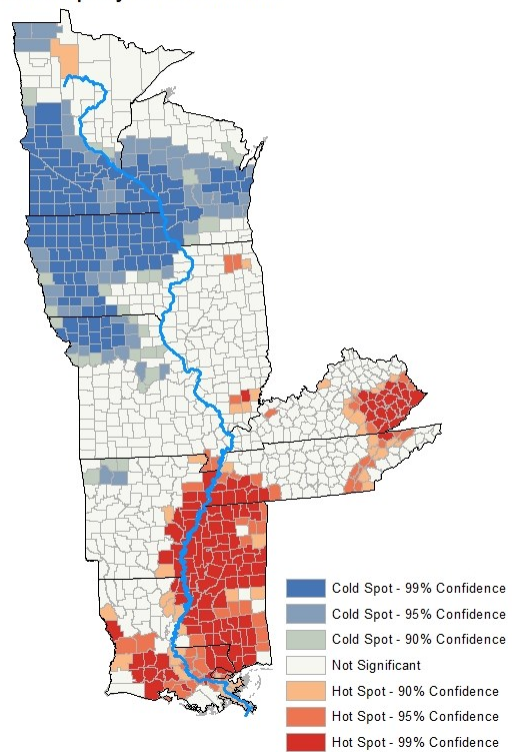 Cold Spot - 99% Confidence
Cold Spot - 95% Confidence
Cold Spot - 90% Confidence
Not Significant
Hot Spot - 90% Confidence
Hot Spot - 95% Confidence
Hot Spot - 99% Confidence